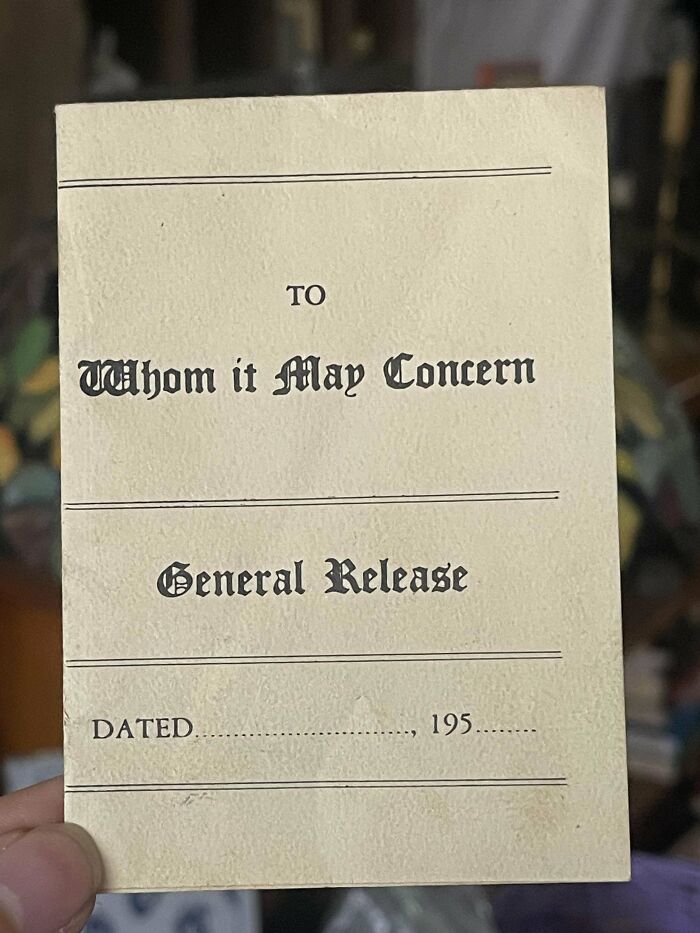 TO
Whom it May Concern
General Release
DATED............................, 195........